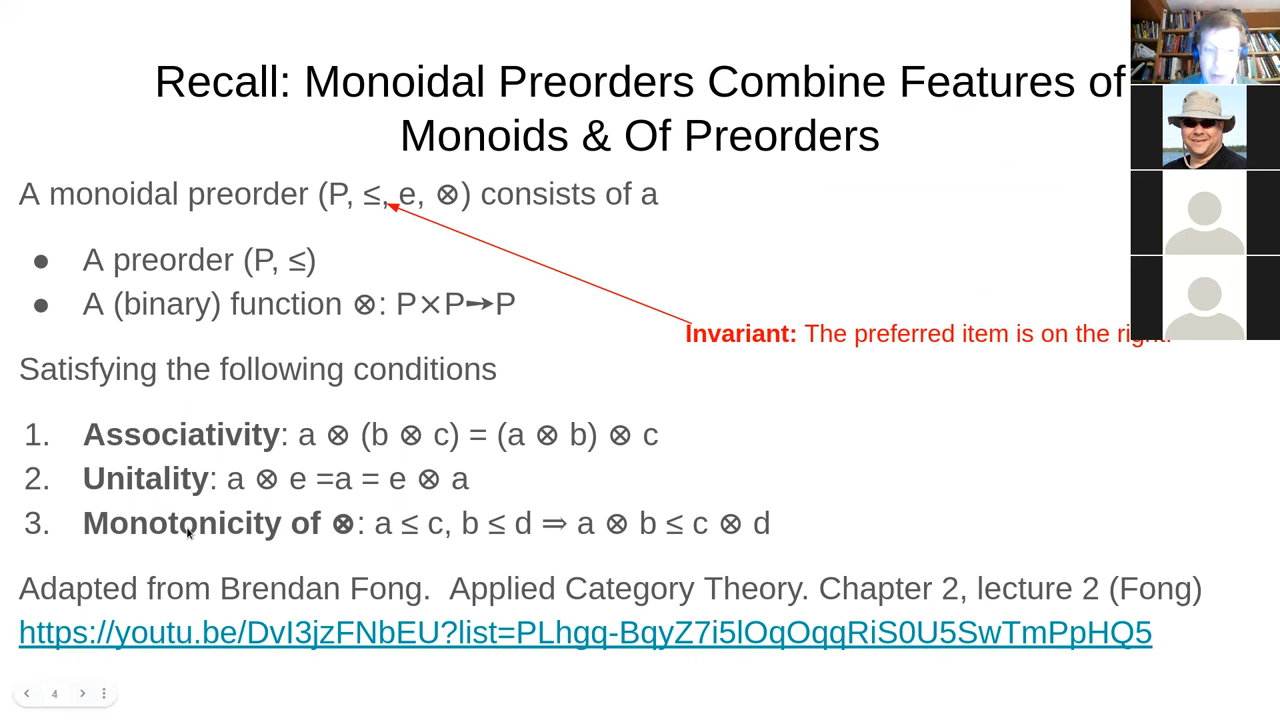 Recall: Monoidal Preorders Combine Features of
Monoids & Of Preorders
A monoidal preorder (P, ≤, e, ⊗) consists of a
● A preorder (P, ≤)
● A (binary) function ⊗: P×P➙P
Invariant: The preferred item is on the right.
Satisfying the following conditions
1. Associativity: a ⊗ (b ⊗ c) = (a ⊗ b) ⊗ c
2. Unitality: a ⊗ e =a = e ⊗ a
3. Monotonicity of ⊗: a ≤ c, b ≤ d ⇒ a ⊗ b ≤ c ⊗ d
Adapted from Brendan Fong. Applied Category Theory. Chapter 2, lecture 2 (Fong)
https://youtu.be/DvI3jzFNbEU?list=PLhgq-BqyZ7i5lOqOqqRiS0U5SwTmPpHQ5
4